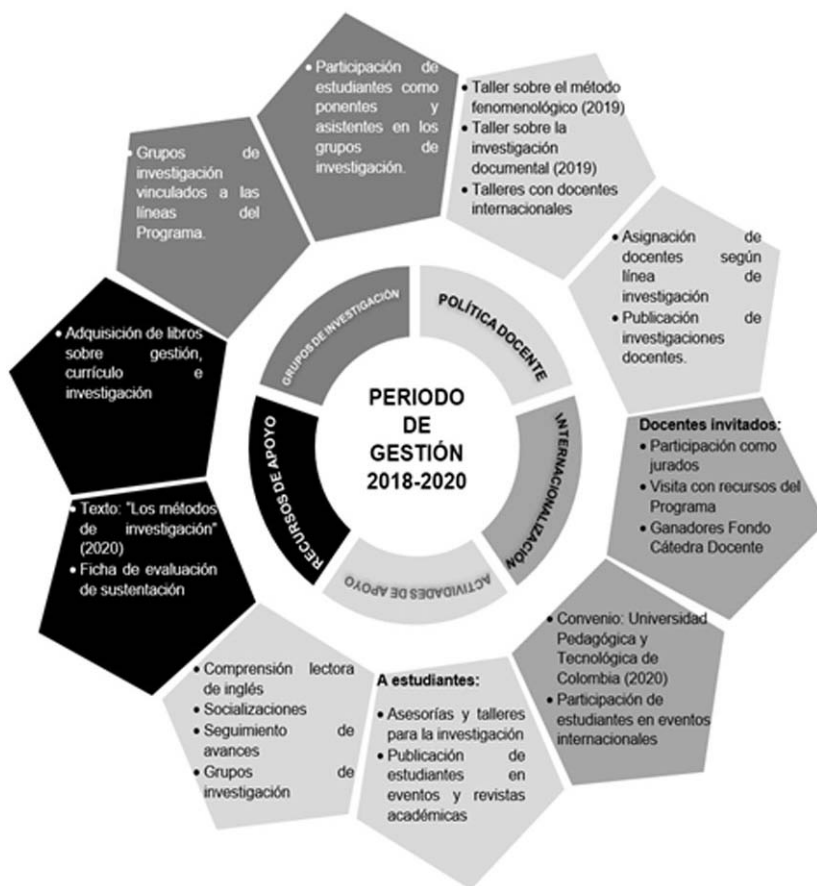 PERIODO
DE
GESTIÓN
2018-2020
GRUPOS DE INVESTIGACIÓN
• Grupos de
investigación
vinculados a las
líneas del
Programa.
• Participación de
estudiantes como
ponentes y
asistentes en los
grupos de
investigación.
POLÍTICA DOCENTE
• Taller sobre el método
fenomenológico (2019)
• Taller sobre la
investigación
documental (2019)
• Talleres con docentes
internacionales
• Asignación de
docentes según
línea de
investigación
• Publicación de
investigaciones
docentes.
INTERNACIONALIZACIÓN
Docentes invitados:
• Participación como
jurados
• Visita con recursos del
Programa
• Ganadores Fondo
Cátedra Docente
• Convenio: Universidad
Pedagógica y
Tecnológica de
Colombia (2020)
• Participación de
estudiantes en eventos
internacionales
ACTIVIDADES DE APOYO
A estudiantes:
• Asesorías y talleres
para la investigación
• Publicación de
estudiantes en
eventos y revistas
académicas
• Comprensión lectora
de inglés
• Socializaciones
• Seguimiento de
avances
• Grupos de
investigación
RECURSOS DE APOYO
• Texto: "Los métodos
de investigación"
(2020)
• Ficha de evaluación
de sustentación
• Adquisición de libros
sobre gestión,
currículo e
investigación